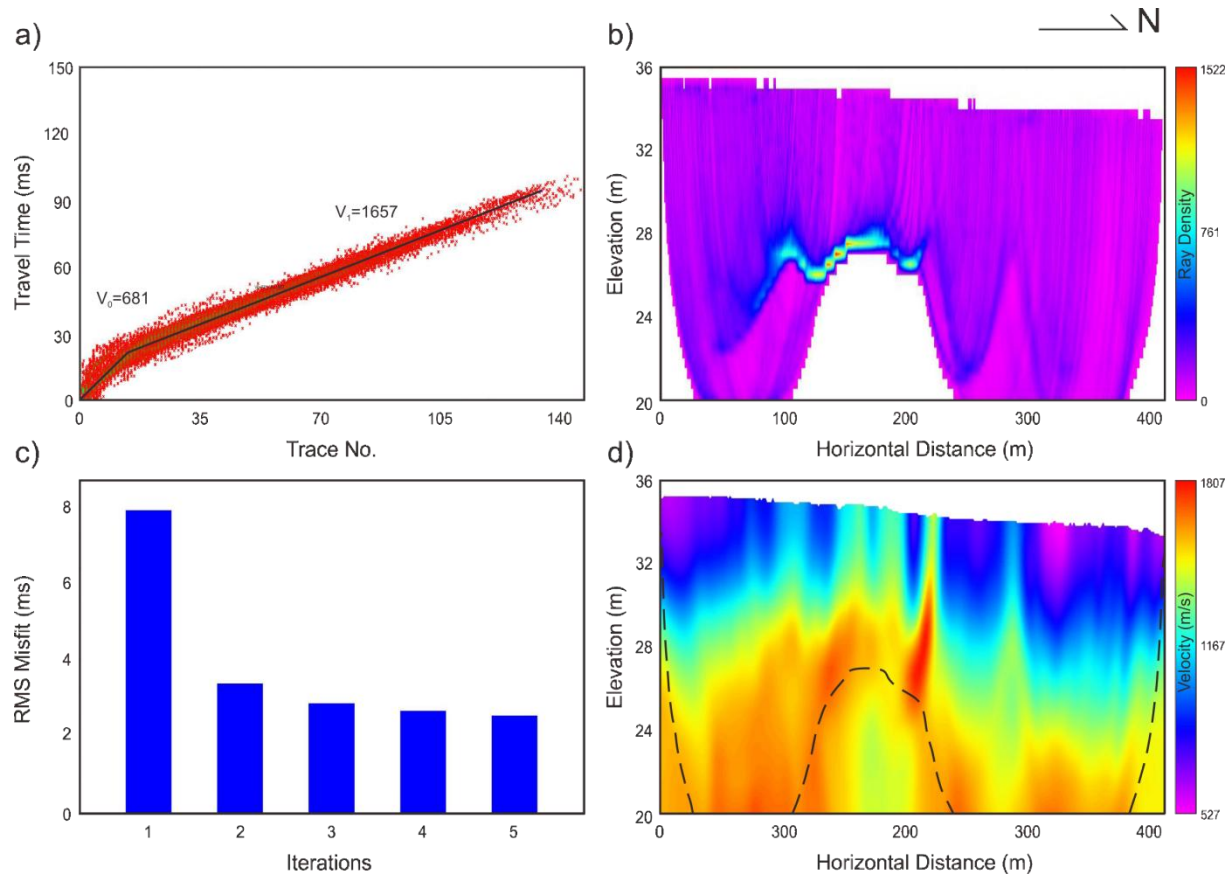 N
a)
150
120
90
60
30
0
Travel Time (ms)
V₁=1657
V₀=681
0 35 70 105 140
Trace No.
b)
36
32
28
24
20
Elevation (m)
100 200 300 400
Horizontal Distance (m)
1522
761
0
Ray Density
c)
8
6
4
2
0
RMS Misfit (ms)
1 2 3 4 5
Iterations
d)
36
32
28
24
20
Elevation (m)
0 300 200 300 400
Horizontal Distance (m)
1807
1167
527
Velocity (m/s)